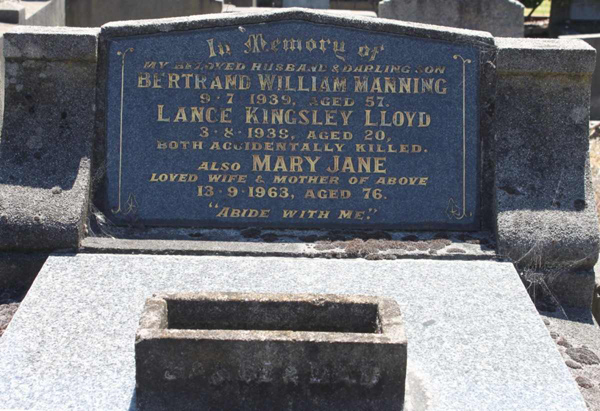 In Memory of
MY BELOVED HUSBAND & DARLING SON
BERTRAND WILLIAM MANNING
9·7·1939, AGED 57.
LANCE KINGSLEY LLOYD
3·8·1938, AGED 20,
BOTH ACCIDENTALLY KILLED.
ALSO MARY JANE
LOVED WIFE & MOTHER OF ABOVE
13·9·1963, AGED 76.
"ABIDE WITH ME."